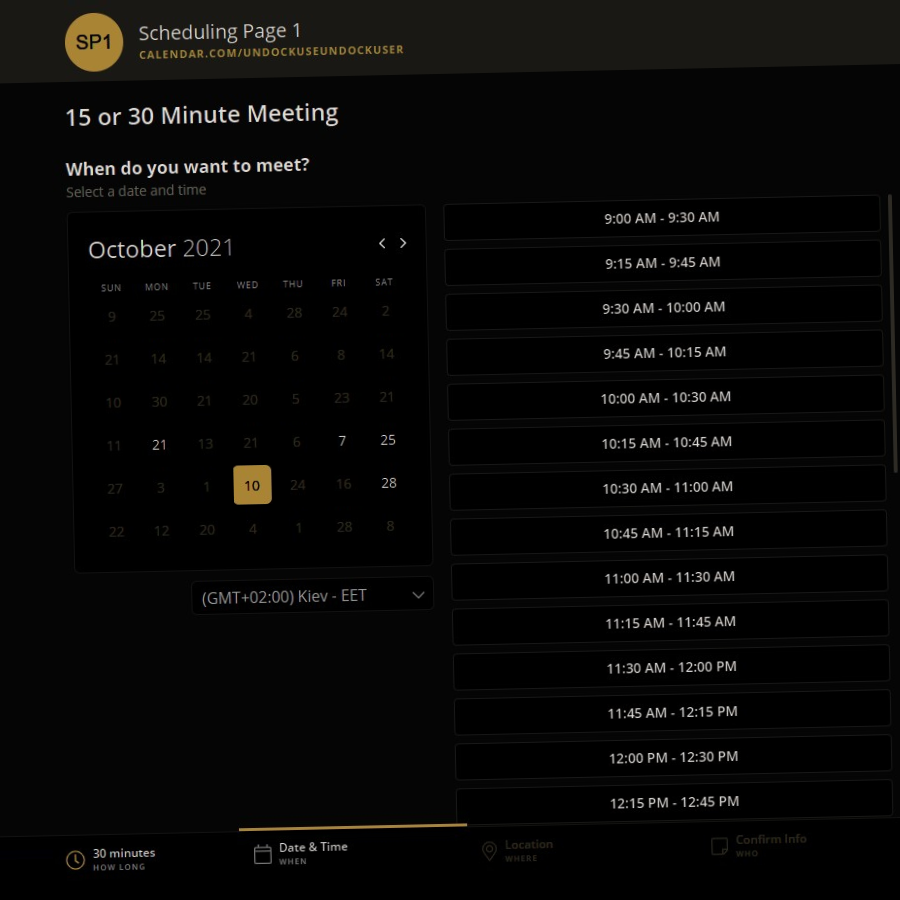 SP1
Scheduling Page 1
CALENDAR.COM/UNDOCKUSEUNDOCKUSER
15 or 30 Minute Meeting
When do you want to meet?
Select a date and time
October 2021
SUN MON TUE WED THU FRI SAT
9 25 25 4 28 24 2
21 14 14 21 6 8 14
10 30 21 20 5 23 21
11 21 13 21 6 7 25
27 3 1 10 24 16 28
22 12 20 4 1 28 8
(GMT+02:00) Kiev - EET
9:00 AM - 9:30 AM
9:15 AM - 9:45 AM
9:30 AM - 10:00 AM
9:45 AM - 10:15 AM
10:00 AM - 10:30 AM
10:15 AM - 10:45 AM
10:30 AM - 11:00 AM
10:45 AM - 11:15 AM
11:00 AM - 11:30 AM
11:15 AM - 11:45 AM
11:30 AM - 12:00 PM
11:45 AM - 12:15 PM
12:00 PM - 12:30 PM
12:15 PM - 12:45 PM
30 minutes
HOW LONG
Date & Time
WHEN
Location
WHERE
Confirm Info
WHO